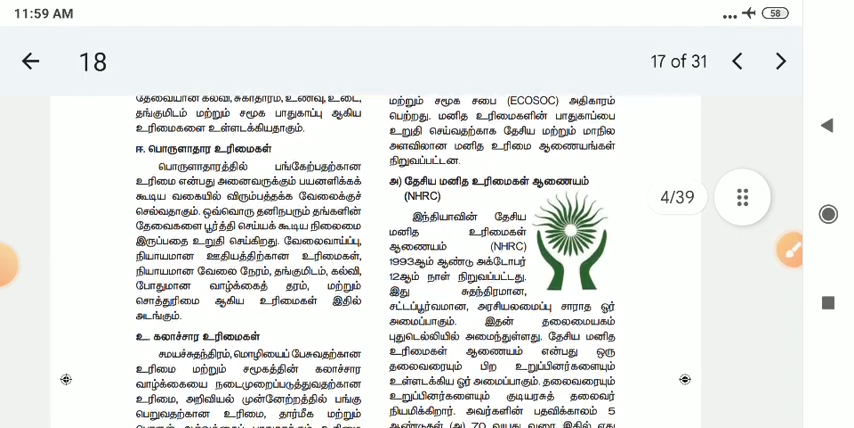 11:59 AM
58
18
17 of 31
தேவையான கல்வி, சுகாதாரம், உணவு, உடை,
தங்குமிடம் மற்றும் சமூக பாதுகாப்பு ஆகிய
உரிமைகளை உள்ளடக்கியதாகும்.
ஈ. பொருளாதார உரிமைகள்
பொருளாதாரத்தில் பங்கேற்பதற்கான
உரிமை என்பது அனைவருக்கும் பயனளிக்கக்
கூடிய வகையில் விரும்பத்தக்க வேலைக்குச்
செல்வதாகும். ஒவ்வொரு தனிநபரும் தங்களின்
தேவைகளை பூர்த்தி செய்யக் கூடிய நிலைமை
இருப்பதை உறுதி செய்கிறது. வேலைவாய்ப்பு,
நியாயமான ஊதியத்திற்கான உரிமைகள்,
நியாயமான வேலை நேரம், தங்குமிடம், கல்வி,
போதுமான வாழ்க்கைத் தரம், மற்றும்
சொத்துரிமை ஆகிய உரிமைகள் இதில்
அடங்கும்.
உ. கலாச்சார உரிமைகள்
சமயச்சுதந்திரம், மொழியைப் பேசுவதற்கான
உரிமை மற்றும் சமூகத்தின் கலாச்சார
வாழ்க்கையை நடைமுறைப்படுத்துவதற்கான
உரிமை, அறிவியல் முன்னேற்றத்தில் பங்கு
பெறுவதற்கான உரிமை, தார்மீக மற்றும்
மற்றும் சமூக சபை (ECOSOC) அதிகாரம்
பெற்றது. மனித உரிமைகளின் பாதுகாப்பை
உறுதி செய்வதற்காக தேசிய மற்றும் மாநில
அளவிலான மனித உரிமை ஆணையங்கள்
நிறுவப்பட்டன.
அ) தேசிய மனித உரிமைகள் ஆணையம்
(NHRC)
இந்தியாவின் தேசிய
மனித உரிமைகள்
ஆணையம் (NHRC)
1993ஆம் ஆண்டு அக்டோபர்
12ஆம் நாள் நிறுவப்பட்டது.
இது சுதந்திரமான,
சட்டப்பூர்வமான, அரசியலமைப்பு சாராத ஓர்
அமைப்பாகும். இதன் தலைமையகம்
புதுடெல்லியில் அமைந்துள்ளது. தேசிய மனித
உரிமைகள் ஆணையம் என்பது ஒரு
தலைவரையும் பிற உறுப்பினர்களையும்
உள்ளடக்கிய ஓர் அமைப்பாகும். தலைவரையும்
உறுப்பினர்களையும் குடியரசுத் தலைவர்
நியமிக்கிறார். அவர்களின் பதவிக்காலம் 5
ஆண்டுகள் (அ) 70 வயது வரை. இதில் எது
4/39